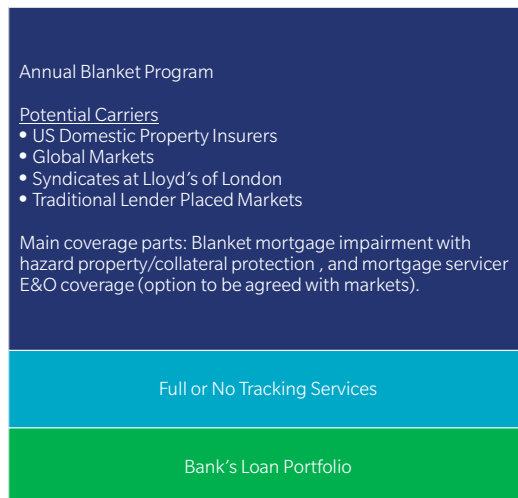 Annual Blanket Program
Potential Carriers
• US Domestic Property Insurers
• Global Markets
• Syndicates at Lloyd's of London
• Traditional Lender Placed Markets
Main coverage parts: Blanket mortgage impairment with
hazard property/collateral protection , and mortgage servicer
E&O coverage (option to be agreed with markets).
Full or No Tracking Services
Bank's Loan Portfolio